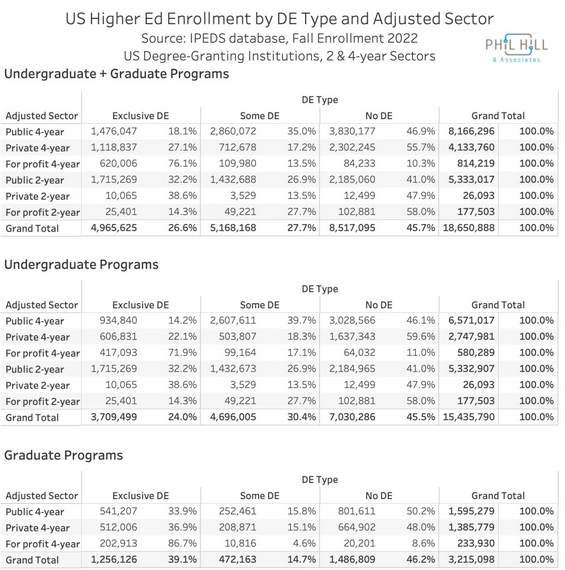 US Higher Ed Enrollment by DE Type and Adjusted Sector
Source: IPEDS database, Fall Enrollment 2022
US Degree-Granting Institutions, 2 & 4-year Sectors
PHIL HILL
& Associates
Undergraduate + Graduate Programs
DE Type
Adjusted Sector Exclusive DE Some DE No DE Grand Total
Public 4-year 1,476,047 18.1% 2,860,072 35.0% 3,830,177 46.9% 8,166,296 100.0%
Private 4-year 1,118,837 27.1% 712,678 17.2% 2,302,245 55.7% 4,133,760 100.0%
For profit 4-year 620,006 76.1% 109,980 13.5% 84,233 10.3% 814,219 100.0%
Public 2-year 1,715,269 32.2% 1,432,688 26.9% 2,185,060 41.0% 5,333,017 100.0%
Private 2-year 10,065 38.6% 3,529 13.5% 12,499 47.9% 26,093 100.0%
For profit 2-year 25,401 14.3% 49,221 27.7% 102,881 58.0% 177,503 100.0%
Grand Total 4,965,625 26.6% 5,168,168 27.7% 8,517,095 45.7% 18,650,888 100.0%
Undergraduate Programs
DE Type
Adjusted Sector Exclusive DE Some DE No DE Grand Total
Public 4-year 934,840 14.2% 2,607,611 39.7% 3,028,566 46.1% 6,571,017 100.0%
Private 4-year 606,831 22.1% 503,807 18.3% 1,637,343 59.6% 2,747,981 100.0%
For profit 4-year 417,093 71.9% 99,164 17.1% 64,032 11.0% 580,289 100.0%
Public 2-year 1,715,269 32.2% 1,432,673 26.9% 2,184,965 41.0% 5,332,907 100.0%
Private 2-year 10,065 38.6% 3,529 13.5% 12,499 47.9% 26,093 100.0%
For profit 2-year 25,401 14.3% 49,221 27.7% 102,881 58.0% 177,503 100.0%
Grand Total 3,709,499 24.0% 4,696,005 30.4% 7,030,286 45.5% 15,435,790 100.0%
Graduate Programs
DE Type
Adjusted Sector Exclusive DE Some DE No DE Grand Total
Public 4-year 541,207 33.9% 252,461 15.8% 801,611 50.2% 1,595,279 100.0%
Private 4-year 512,006 36.9% 208,871 15.1% 664,902 48.0% 1,385,779 100.0%
For profit 4-year 202,913 86.7% 10,816 4.6% 20,201 8.6% 233,930 100.0%
Grand Total 1,256,126 39.1% 472,163 14.7% 1,486,809 46.2% 3,215,098 100.0%